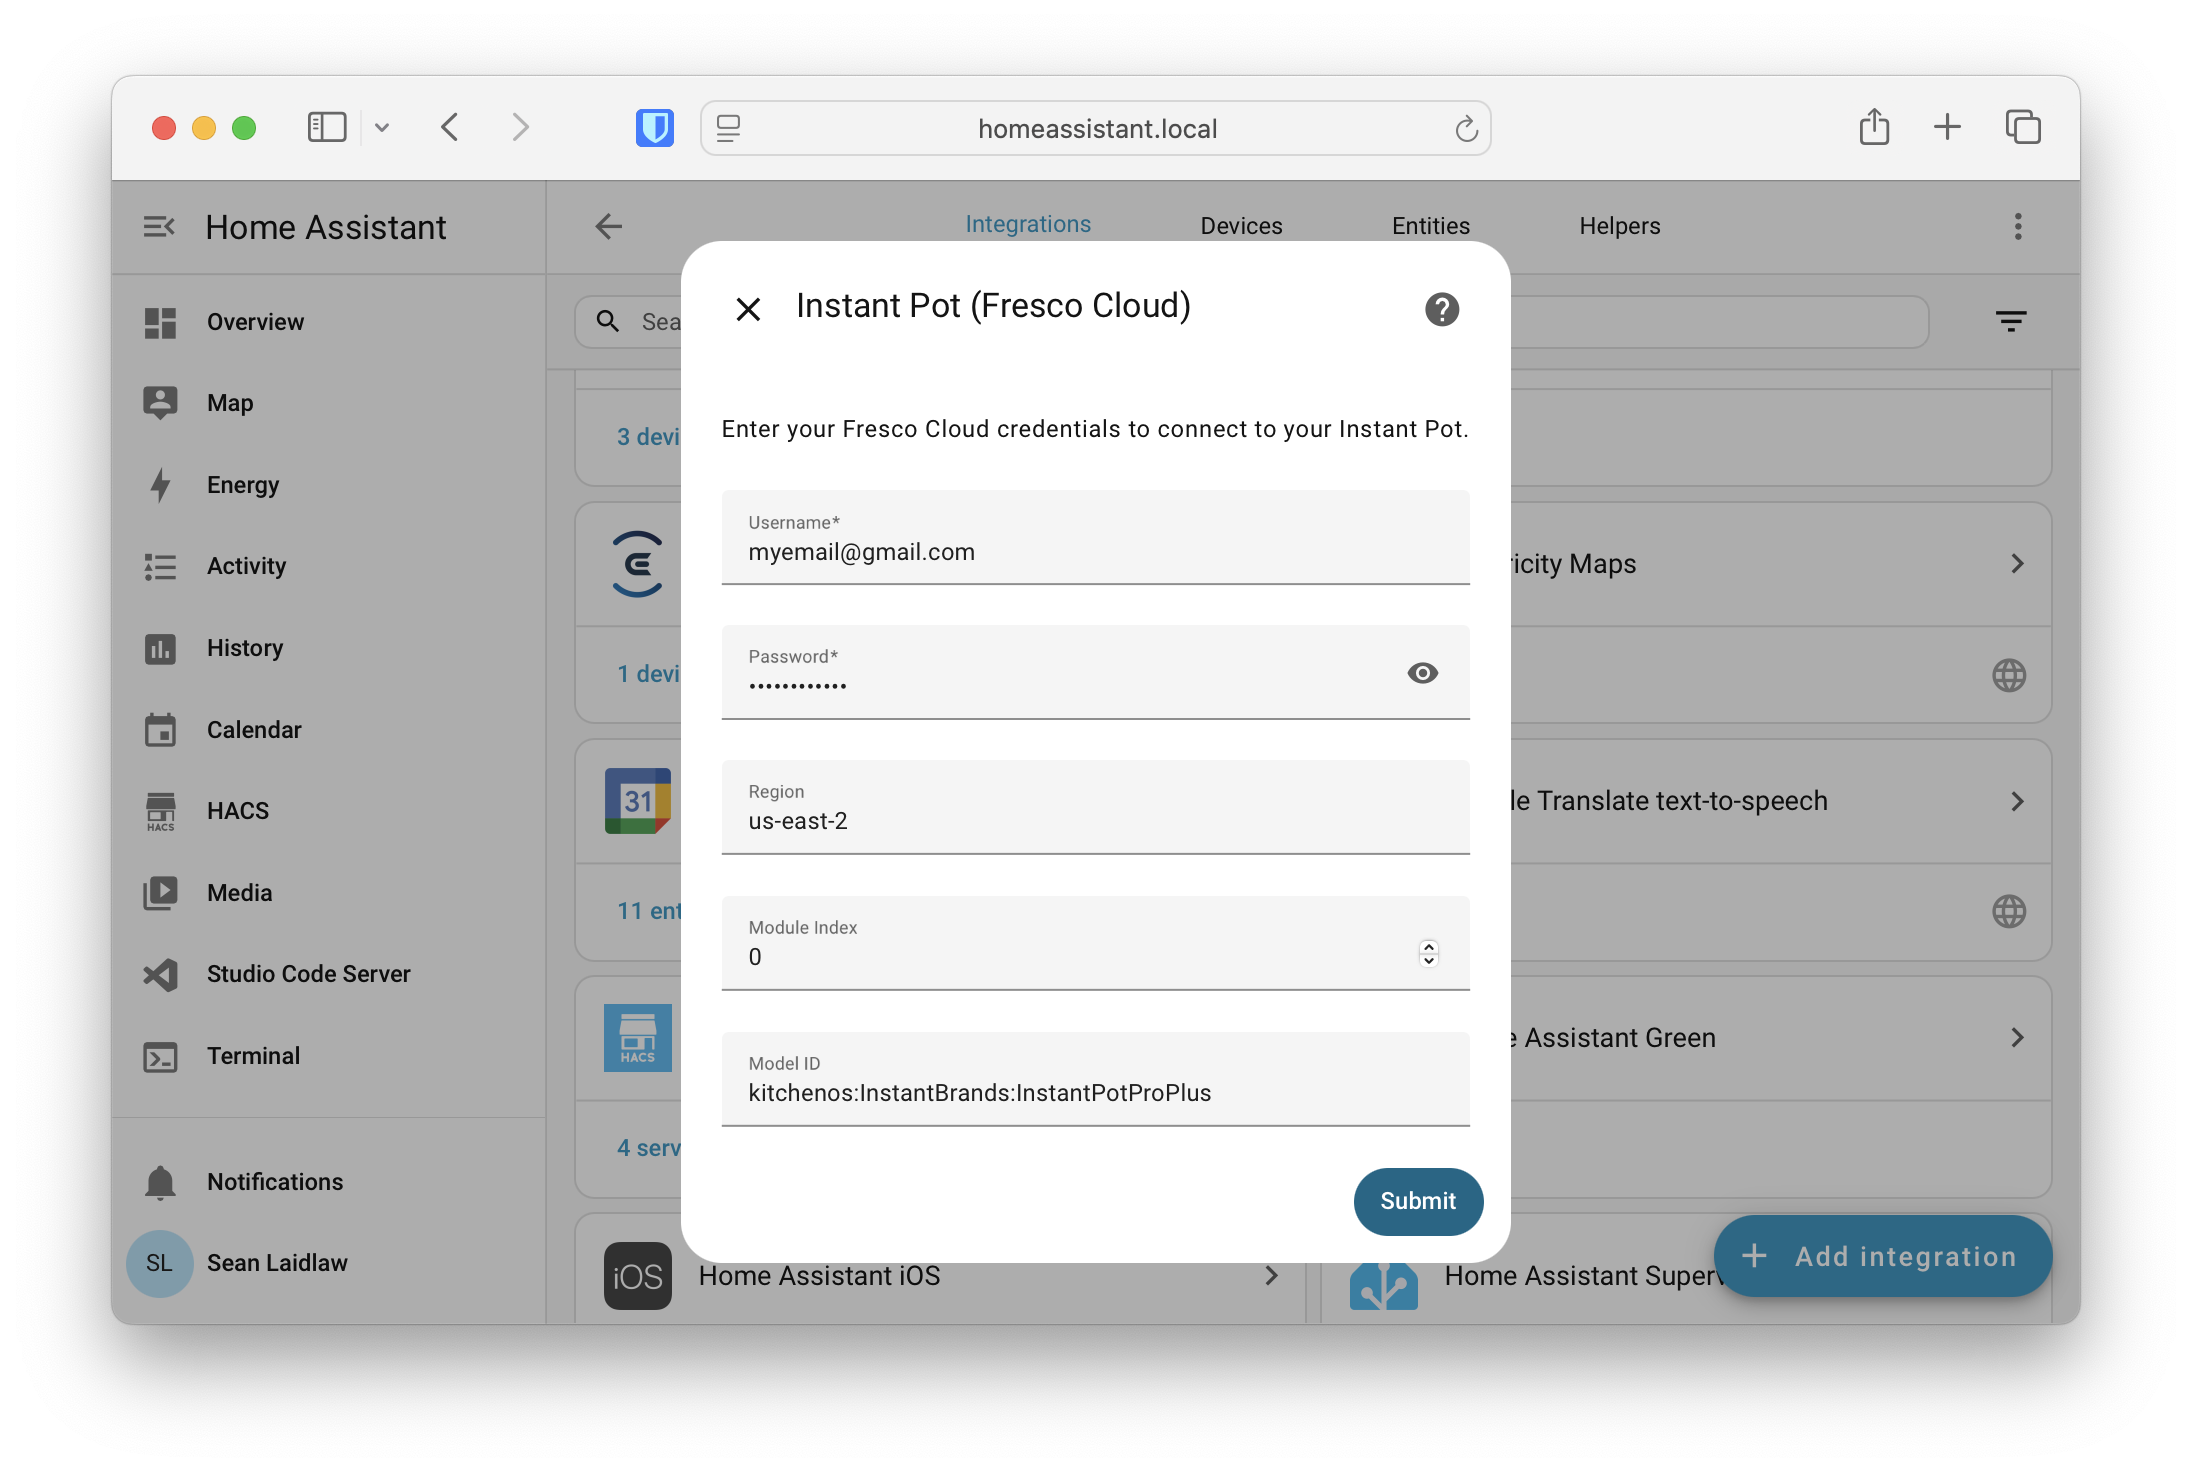 homeassistant.local
Home Assistant
Integrations
Devices
Entities
Helpers
Overview
Map
Energy
Activity
History
Calendar
HACS
HACS
Media
Studio Code Server
Terminal
Notifications
SL
Sean Laidlaw
Sea
3 devi
1 devi
31
11 ent
HACS
4 serv
iOS
Home Assistant iOS
ricity Maps
le Translate text-to-speech
e Assistant Green
Home Assistant Superv
Add integration
Instant Pot (Fresco Cloud)
Enter your Fresco Cloud credentials to connect to your Instant Pot.
Username*
myemail@gmail.com
Password*
••••••••••••
Region
us-east-2
Module Index
0
Model ID
kitchenos:InstantBrands:InstantPotProPlus
Submit